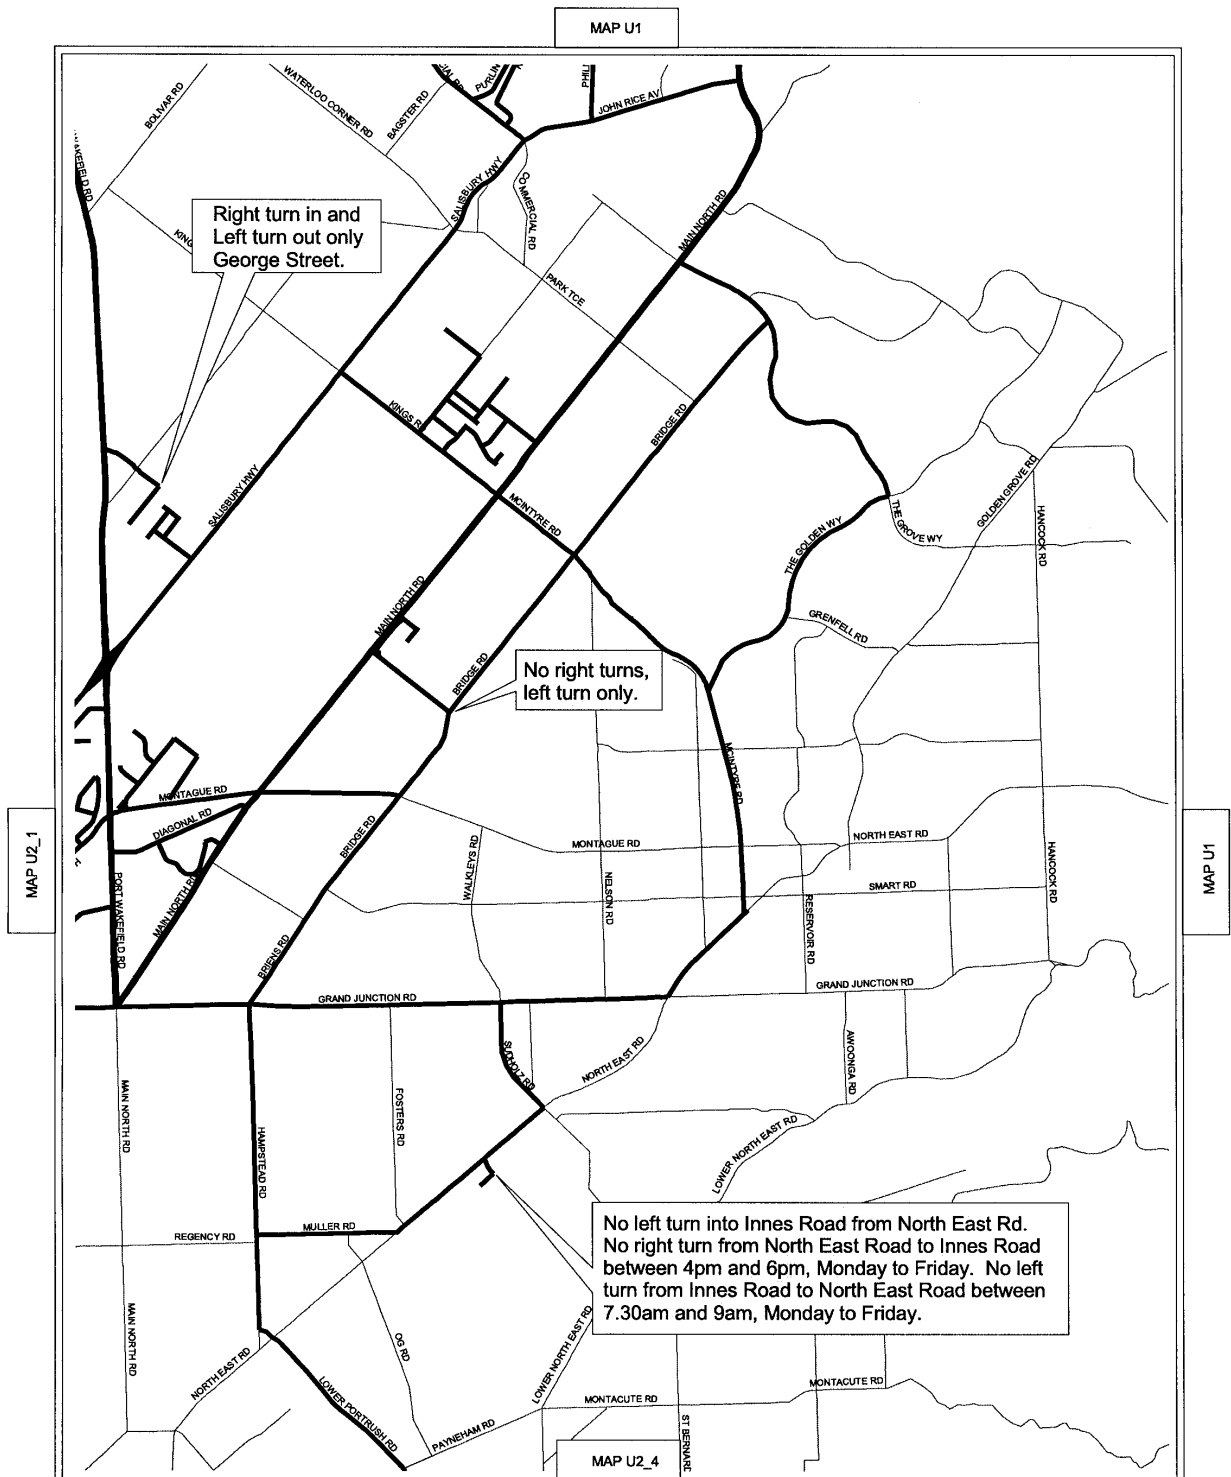 MAP U1
BOLIVAR RD
WATERLOO CORNER RD
BAGSTER RD
JOHN RICE AV
SALISBURY HWY
COMMERCIAL RD
MAIN NORTH RD
Right turn in and
Left turn out only
George Street.
PARK TCE
KINGS R
BRIDGE RD
SALISBURY HWY
MCINTYRE RD
GOLDEN GROVE RD
THE GROVE WY
HANCOCK RD
THE GOLDEN WY
MAIN NORTH RD
GRENFELL RD
BRIDGE RD
No right turns,
left turn only.
MCINTYRE RD
MONTAGUE RD
DIAGONAL RD
BRIDGE RD
WALKLEYS RD
MONTAGUE RD
NORTH EAST RD
MAP U2_1
MAP U1
NELSON RD
SMART RD
HANCOCK RD
RESERVOIR RD
PORT WAKEFIELD RD
MAIN NORTH RD
BRIENS RD
GRAND JUNCTION RD
GRAND JUNCTION RD
SUDHOLZ RD
NORTH EAST RD
AWOONGA RD
MAIN NORTH RD
HAMPSTEAD RD
FOSTERS RD
LOWER NORTH EAST RD
REGENCY RD
MULLER RD
No left turn into Innes Road from North East Rd.
No right turn from North East Road to Innes Road
between 4pm and 6pm, Monday to Friday. No left
turn from Innes Road to North East Road between
7.30am and 9am, Monday to Friday.
MAIN NORTH RD
NORTH EAST RD
OG RD
LOWER NORTH EAST RD
LOWER PORTRUSH RD
PAYNEHAM RD
MONTACUTE RD
MONTACUTE RD
MAP U2_4